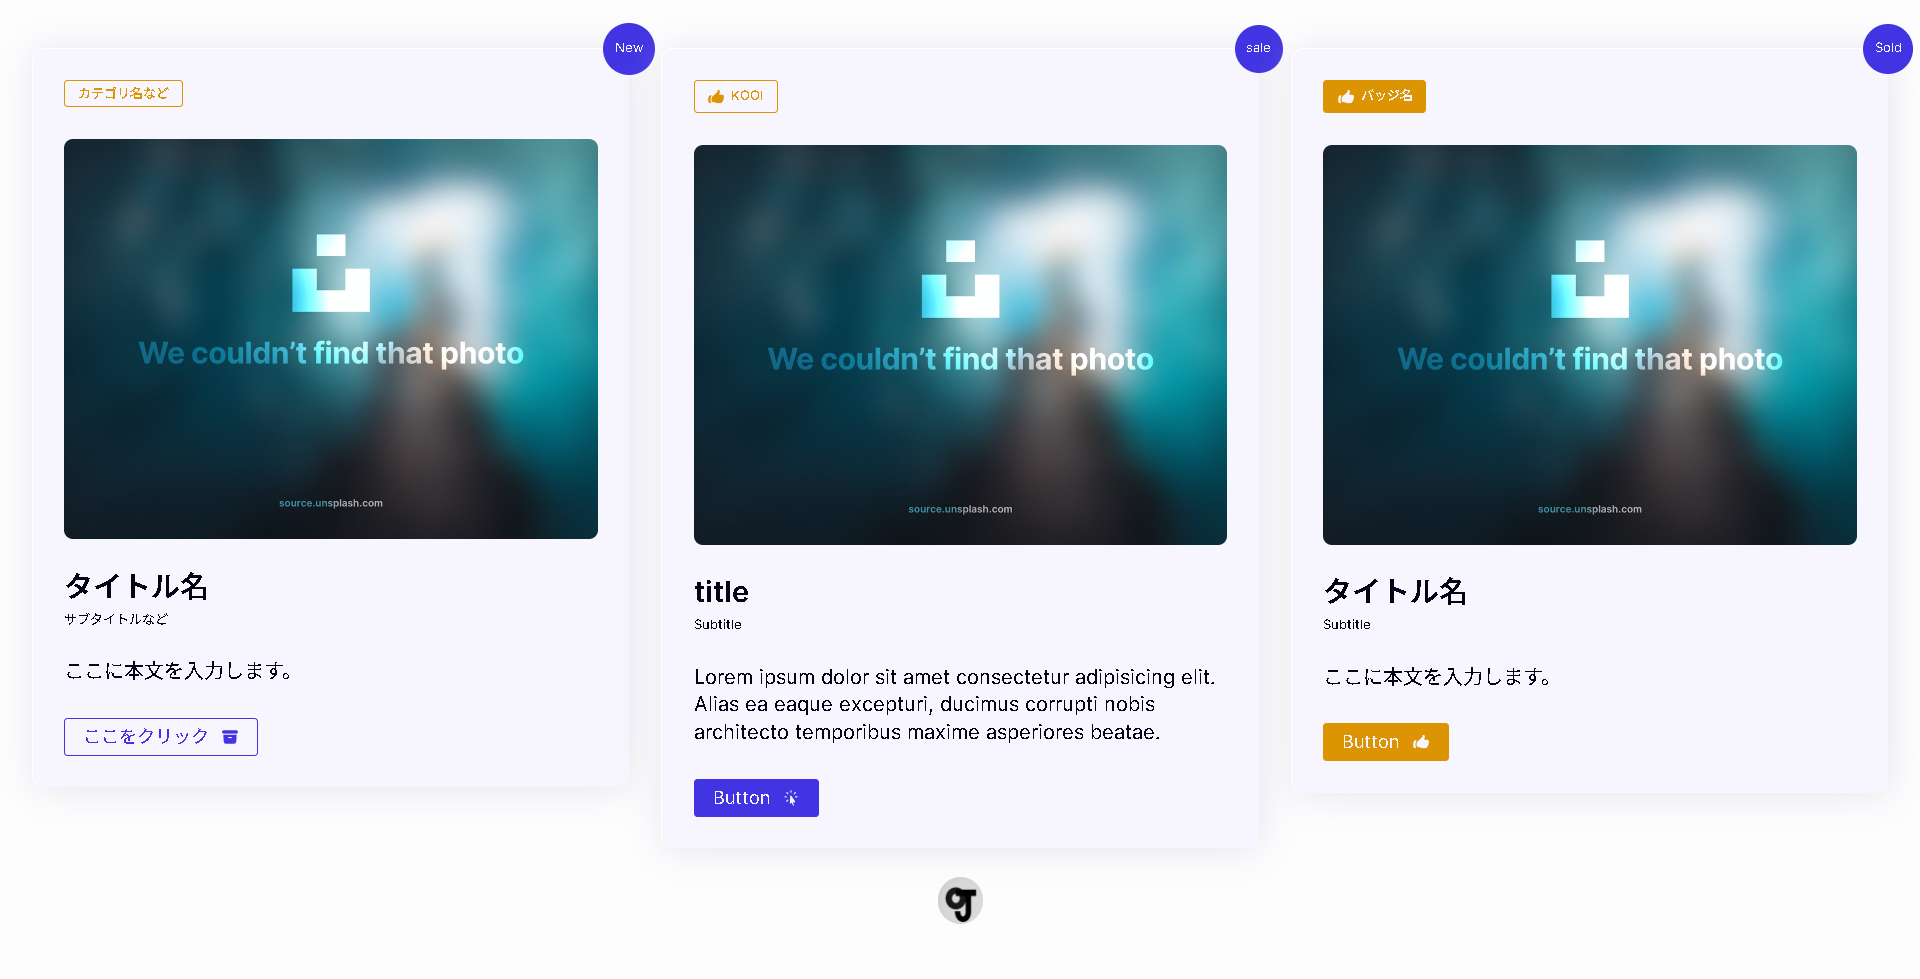 New
カテゴリ名など
We couldn't find that photo
source.unsplash.com
タイトル名
サブタイトルなど
ここに本文を入力します。
ここをクリック
sale
KOOI
We couldn't find that photo
source.unsplash.com
title
Subtitle
Lorem ipsum dolor sit amet consectetur adipisicing elit.
Alias ea eaque excepturi, ducimus corrupti nobis
architecto temporibus maxime asperiores beatae.
Button
Sold
バッジ名
We couldn't find that photo
source.unsplash.com
タイトル名
Subtitle
ここに本文を入力します。
Button